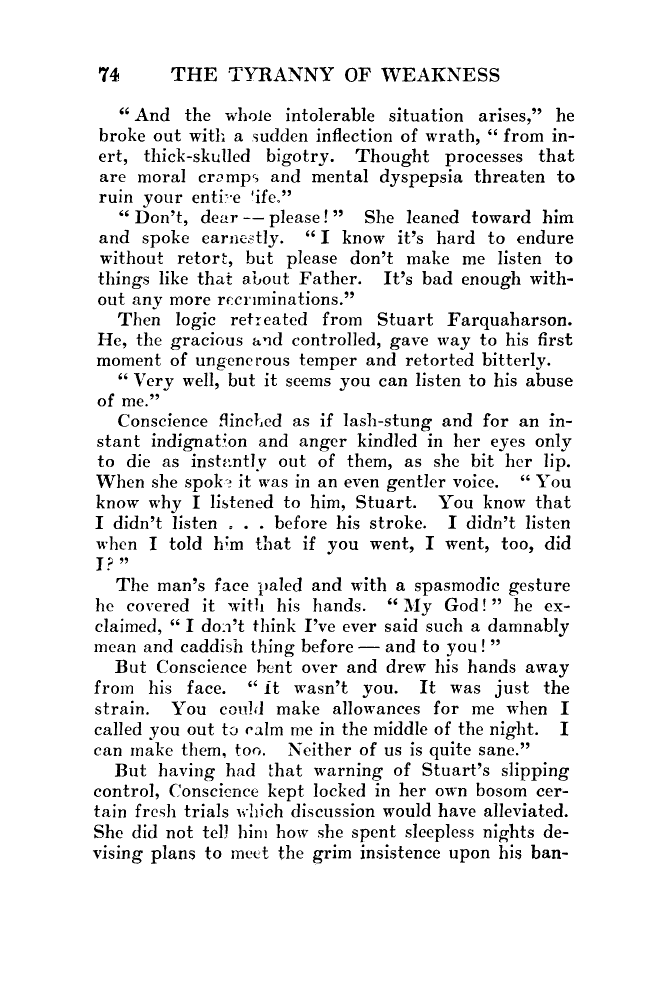 74 THE TYRANNY OF WEAKNESS
“ And the whole intolerable situation arises,” he
broke out with a sudden inflection of wrath, “ from in-
ert, thick-skulled bigotry. Thought processes that
are moral cramps and mental dyspepsia threaten to
ruin your entire life.”
“ Don’t, dear -- please! ” She leaned toward him
and spoke earnestly. “ I know it’s hard to endure
without retort, but please don’t make me listen to
things like that about Father. It’s bad enough with-
out any more recriminations.”
Then logic retreated from Stuart Farquaharson.
He, the gracious and controlled, gave way to his first
moment of ungenerous temper and retorted bitterly.
“ Very well, but it seems you can listen to his abuse
of me.”
Conscience flinched as if lash-stung and for an in-
stant indignation and anger kindled in her eyes only
to die as instantly out of them, as she bit her lip.
When she spoke it was in an even gentler voice. “ You
know why I listened to him, Stuart. You know that
I didn’t listen . . . before his stroke. I didn’t listen
when I told him that if you went, I went, too, did
I? ”
The man’s face paled and with a spasmodic gesture
he covered it with his hands. “ My God! ” he ex-
claimed, “ I don’t think I’ve ever said such a damnably
mean and caddish thing before — and to you! ”
But Conscience bent over and drew his hands away
from his face. “ It wasn’t you. It was just the
strain. You could make allowances for me when I
called you out to calm me in the middle of the night. I
can make them, too. Neither of us is quite sane.”
But having had that warning of Stuart’s slipping
control, Conscience kept locked in her own bosom cer-
tain fresh trials which discussion would have alleviated.
She did not tell him how she spent sleepless nights de-
vising plans to meet the grim insistence upon his ban-